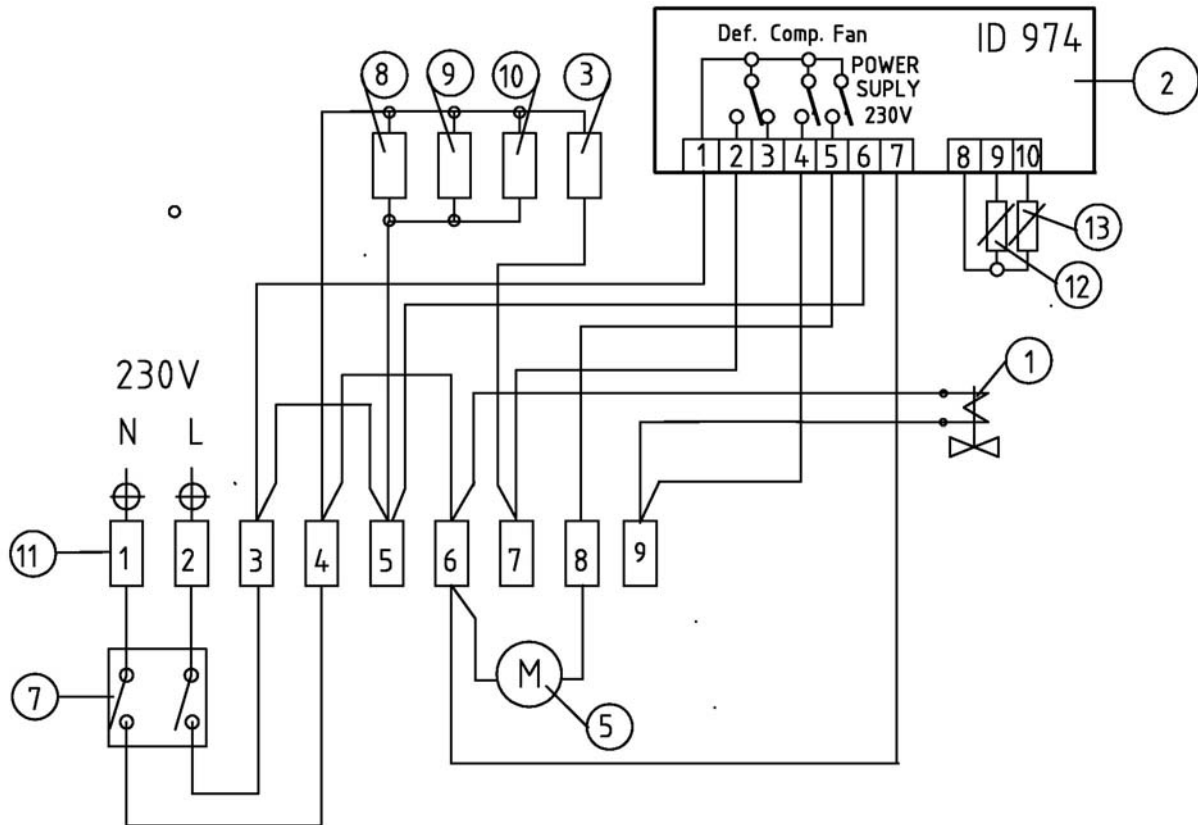 Def. Comp. Fan
ID 974
POWER
SUPLY
230V
8 9 10 3
2
1 2 3 4 5 6 7 8 9 10
13
12
1
230V
N L
11
1 2 3 4 5 6 7 8 9
7
M
5